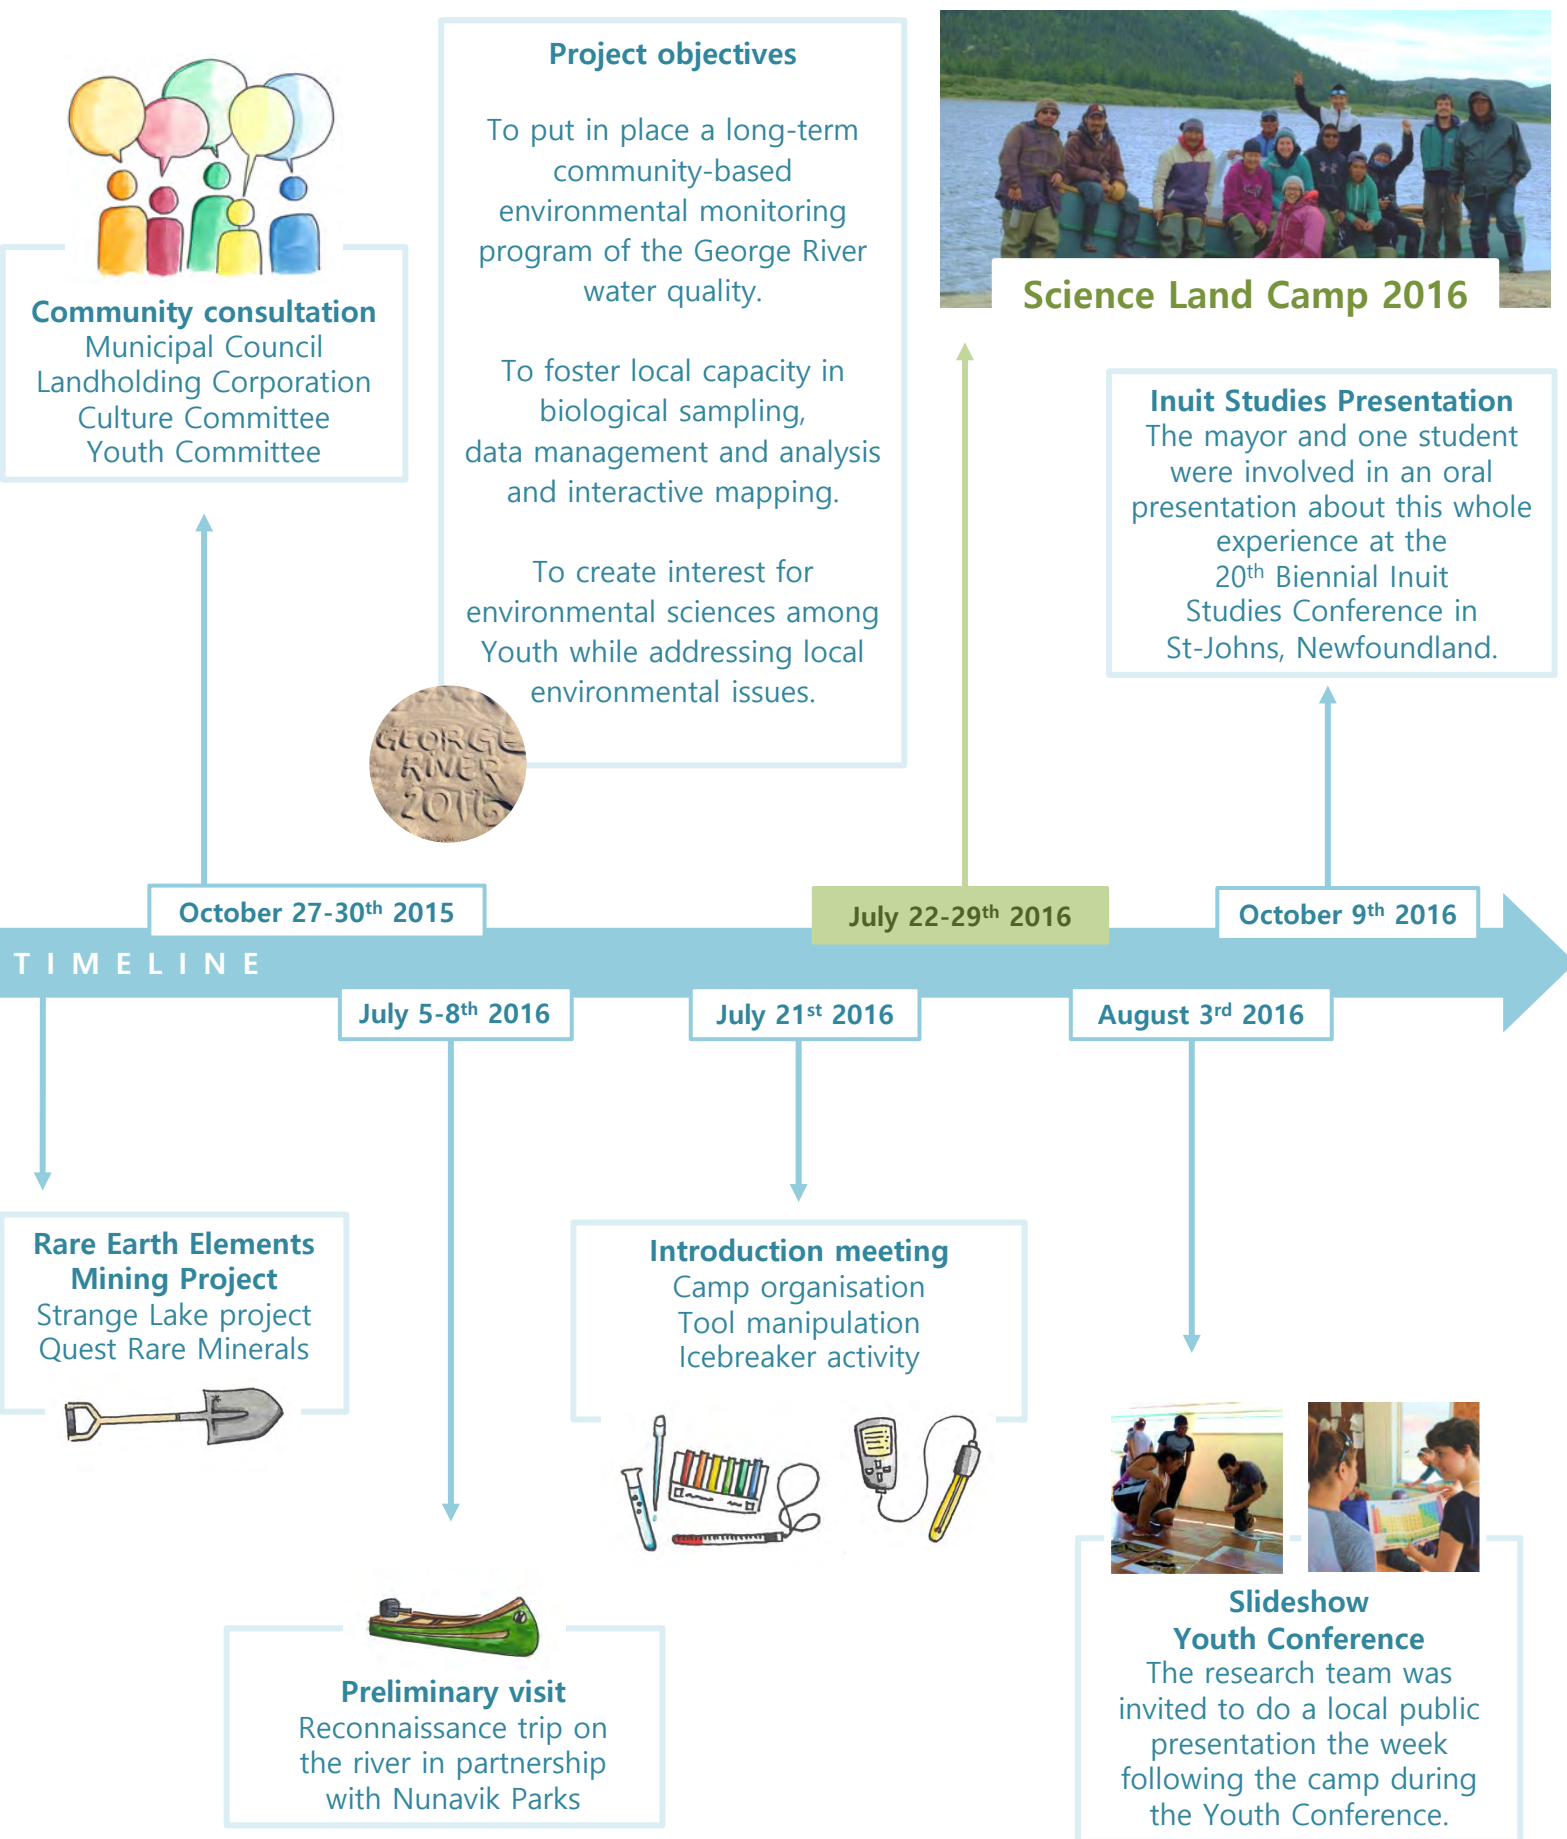 Project objectives
To put in place a long-term
community-based
environmental monitoring
program of the George River
water quality.
To foster local capacity in
biological sampling,
data management and analysis
and interactive mapping.
To create interest for
environmental sciences among
Youth while addressing local
environmental issues.
GEORGE
RIVER
2016
Community consultation
Municipal Council
Landholding Corporation
Culture Committee
Youth Committee
Science Land Camp 2016
Inuit Studies Presentation
The mayor and one student
were involved in an oral
presentation about this whole
experience at the
20th Biennial Inuit
Studies Conference in
St-Johns, Newfoundland.
October 27-30th 2015
July 22-29th 2016
October 9th 2016
TIMELINE
July 5-8th 2016
July 21st 2016
August 3rd 2016
Rare Earth Elements
Mining Project
Strange Lake project
Quest Rare Minerals
Introduction meeting
Camp organisation
Tool manipulation
Icebreaker activity
Preliminary visit
Reconnaissance trip on
the river in partnership
with Nunavik Parks
Slideshow
Youth Conference
The research team was
invited to do a local public
presentation the week
following the camp during
the Youth Conference.